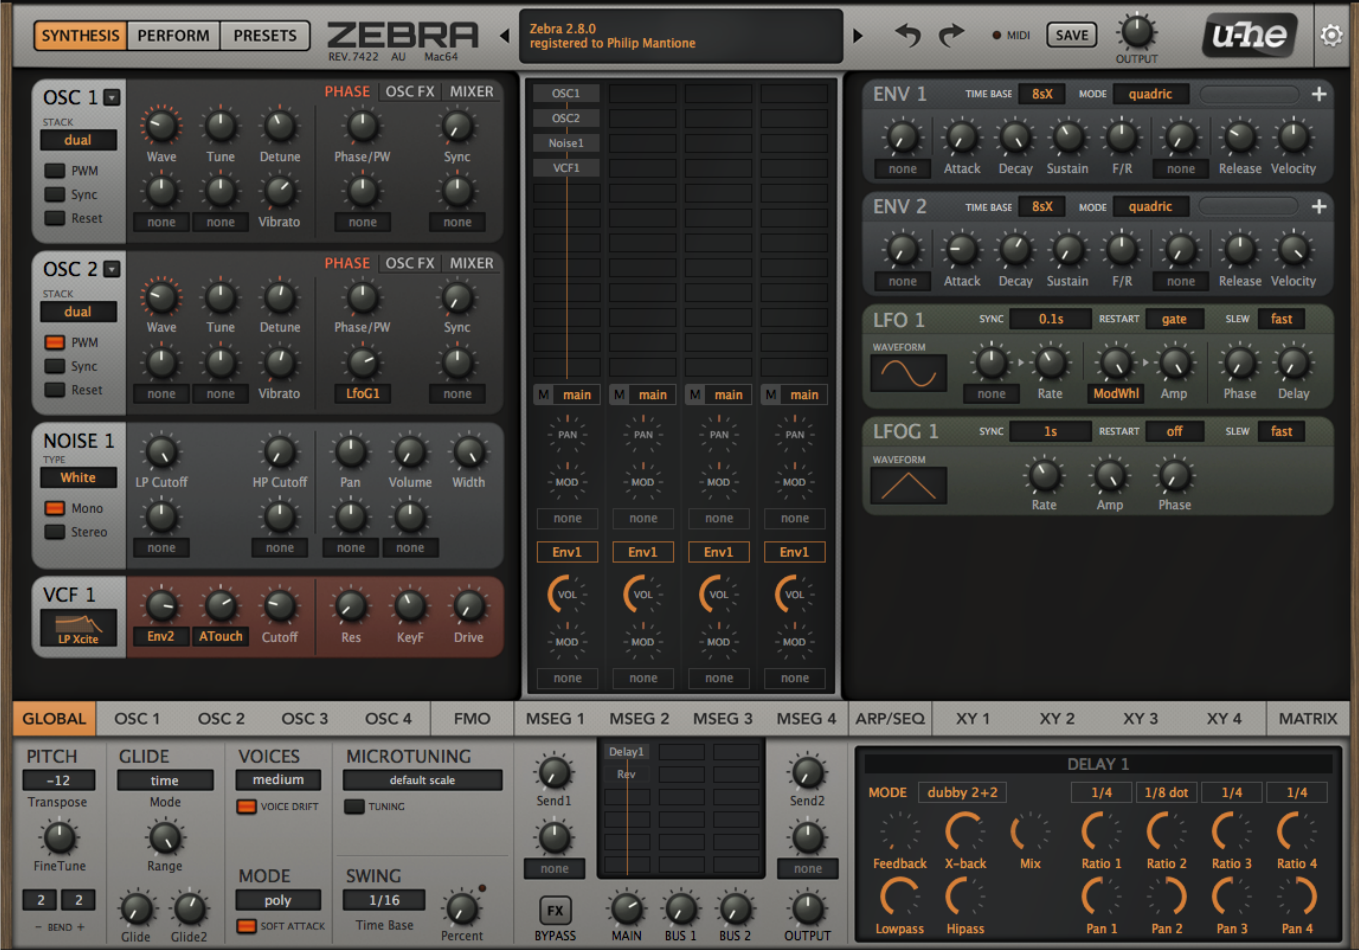 SYNTHESIS PERFORM PRESETS
ZEBRA
REV. 7422 AU Mac64
Zebra 2.8.0
registered to Philip Mantione
MIDI
SAVE
OUTPUT
u-he
OSC 1
STACK
dual
PWM
Sync
Reset
PHASE OSC FX MIXER
Wave Tune Detune Phase/PW Sync
none none Vibrato none none
OSC 2
STACK
dual
PWM
Sync
Reset
PHASE OSC FX MIXER
Wave Tune Detune Phase/PW Sync
none none Vibrato LfoG1 none
NOISE 1
TYPE
White
Mono
Stereo
LP Cutoff HP Cutoff Pan Volume Width
none none none none
VCF 1
LP Xcite
Env2 ATouch Cutoff Res KeyF Drive
OSC1
OSC2
Noise1
VCF1
M main M main M main M main
PAN PAN PAN PAN
MOD MOD MOD MOD
none none none none
Env1 Env1 Env1 Env1
VOL VOL VOL VOL
MOD MOD MOD MOD
none none none none
ENV 1 TIME BASE 8sX MODE quadric +
none Attack Decay Sustain F/R none Release Velocity
ENV 2 TIME BASE 8sX MODE quadric +
none Attack Decay Sustain F/R none Release Velocity
LFO 1 SYNC 0.1s RESTART gate SLEW fast
WAVEFORM
none Rate ModWhl Amp Phase Delay
LFOG 1 SYNC 1s RESTART off SLEW fast
WAVEFORM
Rate Amp Phase
GLOBAL OSC 1 OSC 2 OSC 3 OSC 4 FMO MSEG 1 MSEG 2 MSEG 3 MSEG 4 ARP/SEQ XY 1 XY 2 XY 3 XY 4 MATRIX
PITCH
-12
Transpose
FineTune
2 2
- BEND +
GLIDE
time
Mode
Range
Glide Glide2
VOICES
medium
VOICE DRIFT
MODE
poly
SOFT ATTACK
MICROTUNING
default scale
TUNING
SWING
1/16
Time Base Percent
Send1
none
FX
BYPASS
Delay1
Rev
MAIN BUS 1 BUS 2
Send2
none
OUTPUT
DELAY 1
MODE dubby 2+2 1/4 1/8 dot 1/4 1/4
Feedback X-back Mix Ratio 1 Ratio 2 Ratio 3 Ratio 4
Lowpass Hipass Pan 1 Pan 2 Pan 3 Pan 4